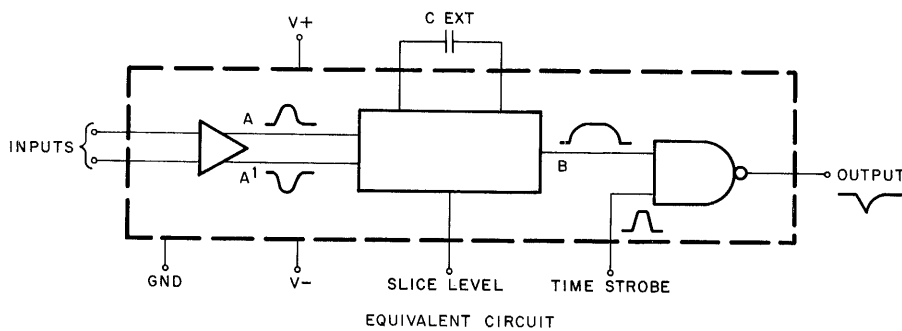 C EXT
V+
A
INPUTS
A¹
B
OUTPUT
GND
V-
SLICE LEVEL
TIME STROBE
EQUIVALENT CIRCUIT